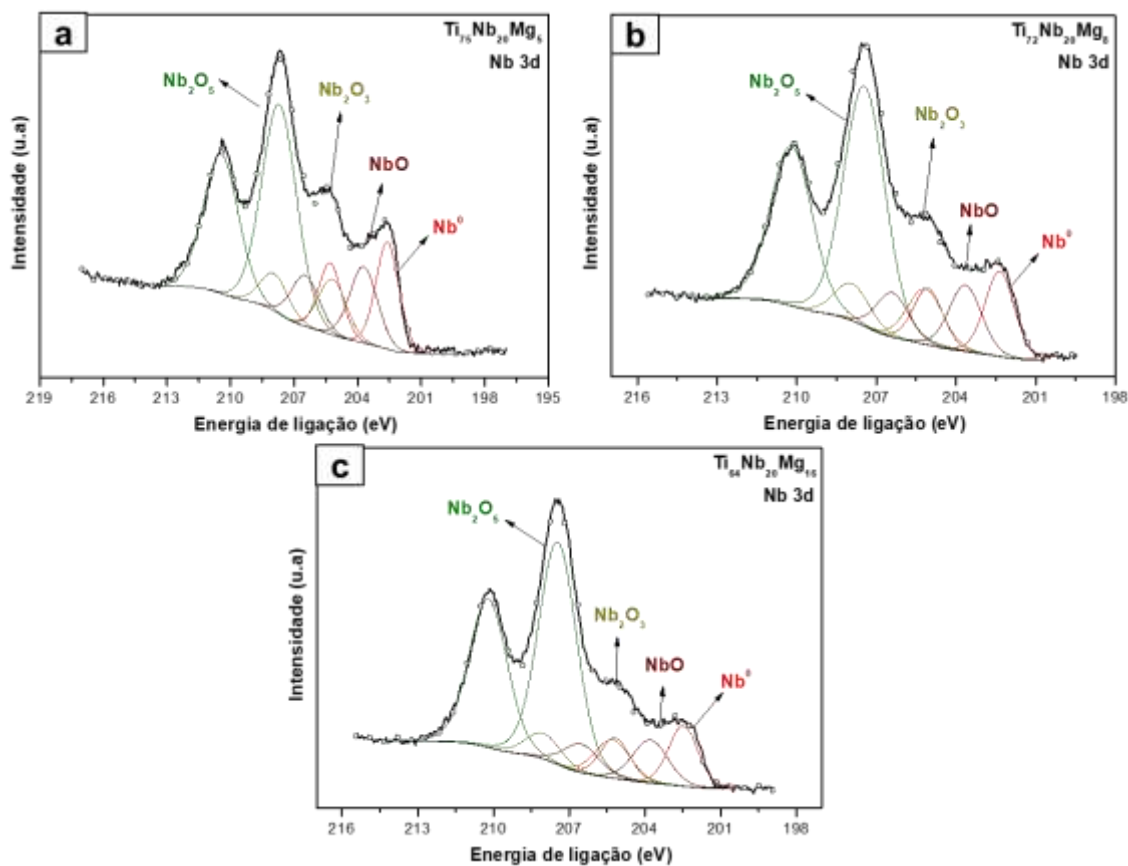 a
Ti₇₅Nb₂₀Mg₅
Nb 3d
Nb₂O₅
Nb₂O₃
NbO
Nb⁰
Intensidade (u.a)
219 216 213 210 207 204 201 198 195
Energia de ligação (eV)
b
Ti₇₂Nb₂₀Mg₈
Nb 3d
Nb₂O₅
Nb₂O₃
NbO
Nb⁰
Intensidade (u.a)
216 213 210 207 204 201 198
Energia de ligação (eV)
c
Nb 3d
Nb₂O₅
Nb₂O₃
NbO
Nb⁰
Intensidade (u.a)
216 213 210 207 204 201 198
Energia de ligação (eV)